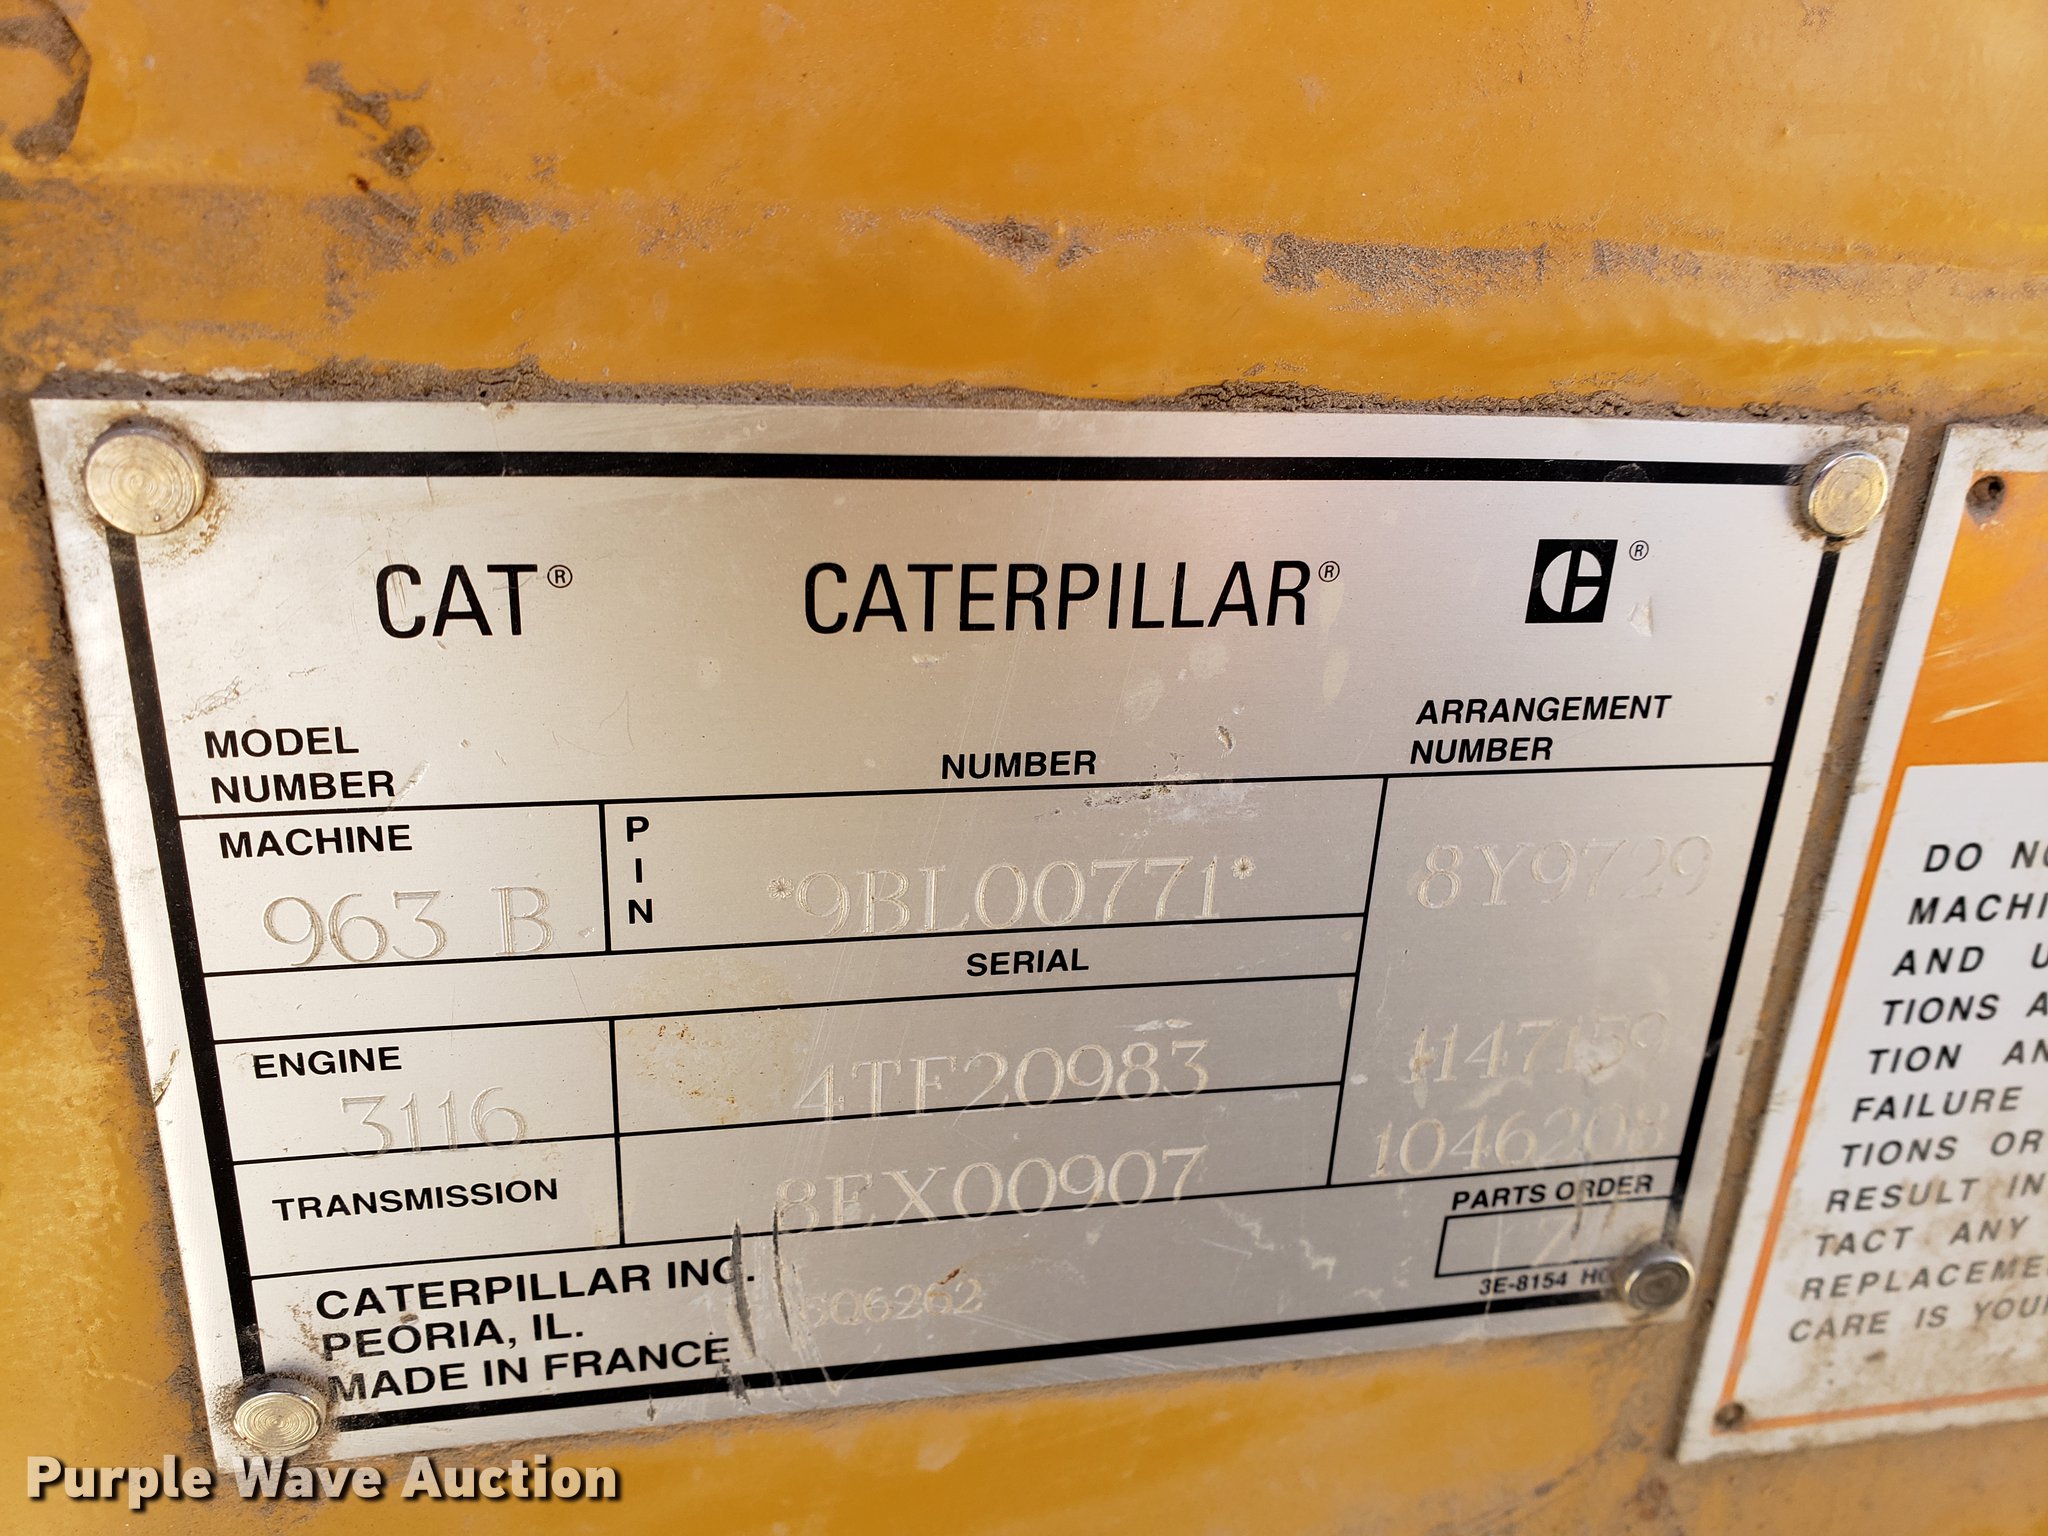 CAT® CATERPILLAR® ®
MODEL
NUMBER
NUMBER
ARRANGEMENT
NUMBER
MACHINE
963 B
PIN
*9BL00771*
8Y9729
SERIAL
ENGINE
3116
4TF20983
1147139
TRANSMISSION
8EX00907
1046208
PARTS ORDER
3E-8154
CATERPILLAR INC.
PEORIA, IL.
MADE IN FRANCE
DO
MACHI
AND U
TIONS A
TION AN
FAILURE
TIONS OR
RESULT IN
TACT ANY
REPLACEME
CARE IS YOU
Purple Wave Auction